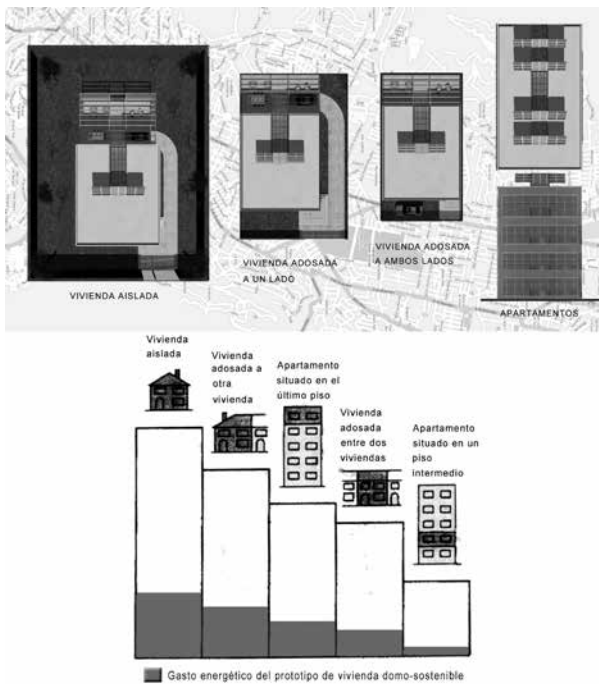 VIVIENDA AISLADA
VIVIENDA ADOSADA
A UN LADO
VIVIENDA ADOSADA
A AMBOS LADOS
APARTAMENTOS
Vivienda
aislada
Vivienda
adosada a
otra
vivienda
Apartamento
situado en el
último piso
Vivienda
adosada
entre dos
viviendas
Apartamento
situado en un
piso
intermedio
Gasto energético del prototipo de vivienda domo-sostenible